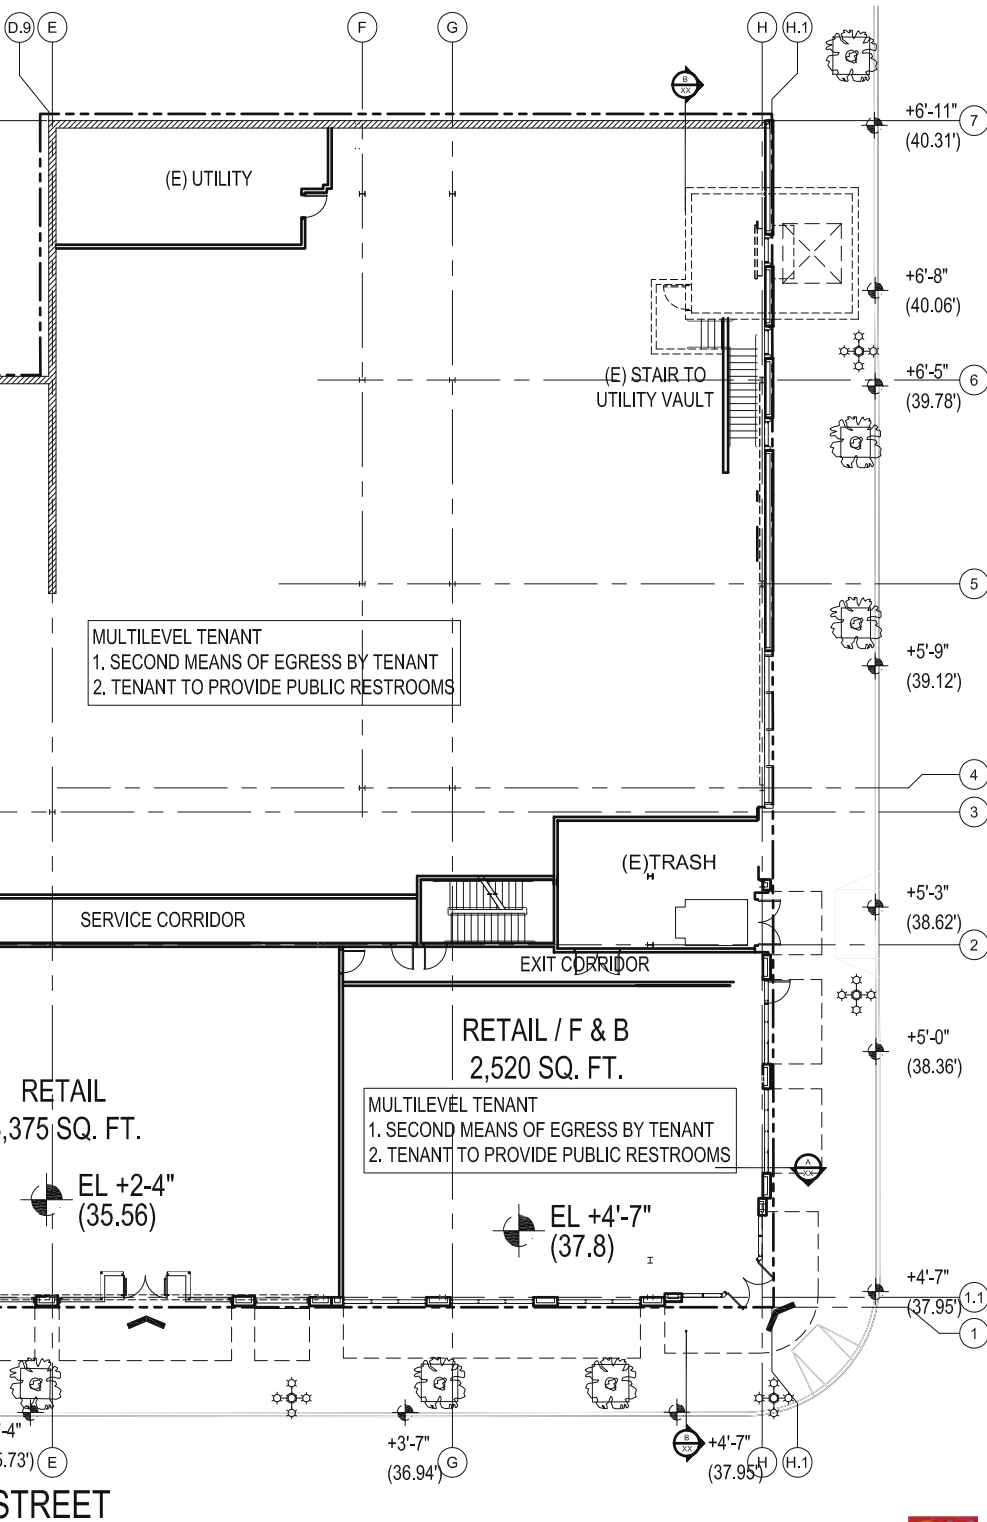 D.9 E F G H H.1
B
XX
+6'-11"
(40.31')
7
(E) UTILITY
+6'-8"
(40.06')
(E) STAIR TO
UTILITY VAULT
+6'-5"
(39.78')
6
5
MULTILEVEL TENANT
1. SECOND MEANS OF EGRESS BY TENANT
2. TENANT TO PROVIDE PUBLIC RESTROOMS
+5'-9"
(39.12')
4
3
(E)TRASH
SERVICE CORRIDOR
+5'-3"
(38.62')
2
EXIT CORRIDOR
RETAIL / F & B
2,520 SQ. FT.
+5'-0"
(38.36')
RETAIL
,375 SQ. FT.
MULTILEVEL TENANT
1. SECOND MEANS OF EGRESS BY TENANT
2. TENANT TO PROVIDE PUBLIC RESTROOMS
A
XX
EL +2-4"
(35.56)
EL +4'-7"
(37.8)
+4'-7"
(37.95')
1.1
1
'-4"
5.73')
E
+3'-7"
(36.94')
G
B
XX
+4'-7"
(37.95')
H
H.1
STREET